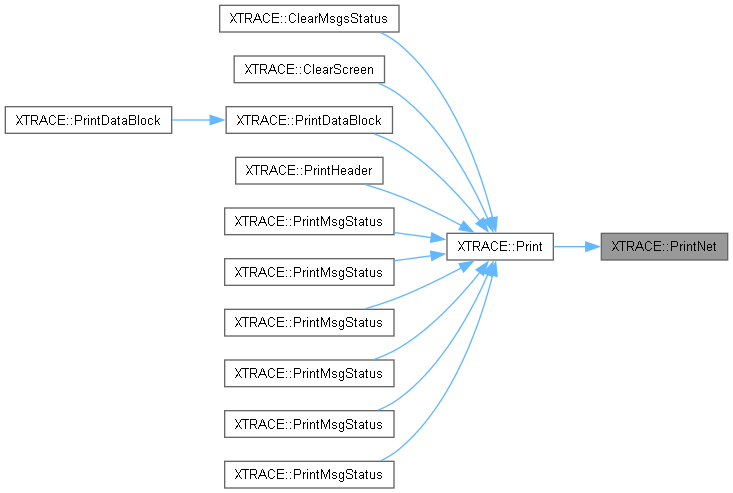 XTRACE::ClearMsgsStatus
XTRACE::ClearScreen
XTRACE::PrintDataBlock
XTRACE::PrintDataBlock
XTRACE::PrintHeader
XTRACE::PrintMsgStatus
XTRACE::Print
XTRACE::PrintNet
XTRACE::PrintMsgStatus
XTRACE::PrintMsgStatus
XTRACE::PrintMsgStatus
XTRACE::PrintMsgStatus
XTRACE::PrintMsgStatus